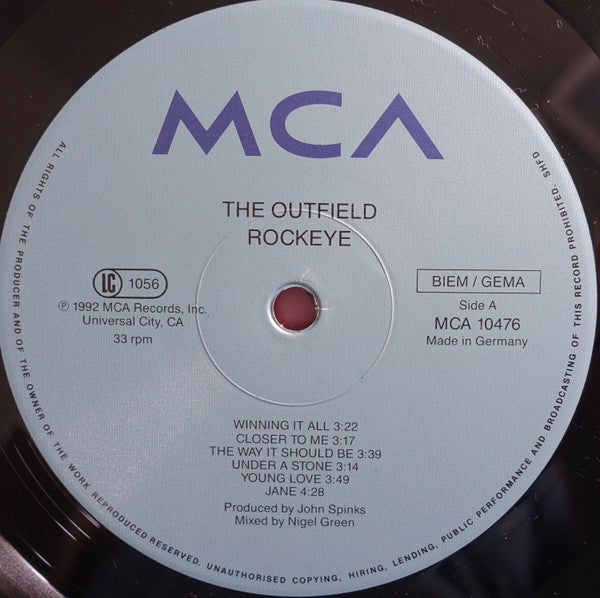 MCA
THE OUTFIELD
ROCKEYE
LC 1056
℗ 1992 MCA Records, Inc.
Universal City, CA
33 rpm
BIEM / GEMA
Side A
MCA 10476
Made in Germany
WINNING IT ALL 3:22
CLOSER TO ME 3:17
THE WAY IT SHOULD BE 3:39
UNDER A STONE 3:14
YOUNG LOVE 3:49
JANE 4:28
Produced by John Spinks
Mixed by Nigel Green
ALL RIGHTS OF THE PRODUCER AND OF THE OWNER OF THE WORK REPRODUCED RESERVED. UNAUTHORISED COPYING, HIRING, LENDING, PUBLIC PERFORMANCE AND BROADCASTING OF THIS RECORD PROHIBITED. SHFD